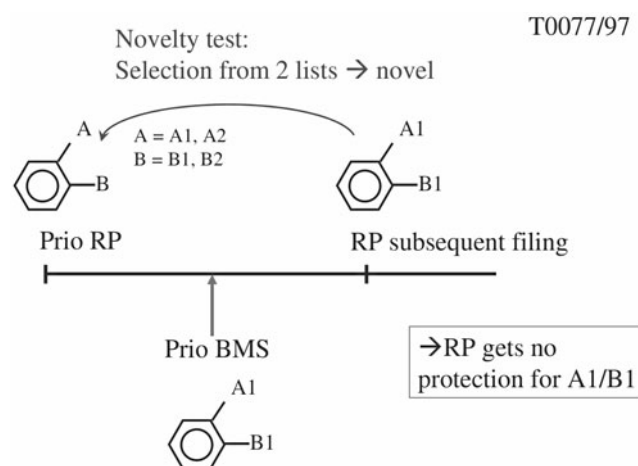 T0077/97
Novelty test:
Selection from 2 lists → novel
A
A = A1, A2
B = B1, B2
B
A1
B1
Prio RP
RP subsequent filing
Prio BMS
→RP gets no
protection for A1/B1
A1
B1